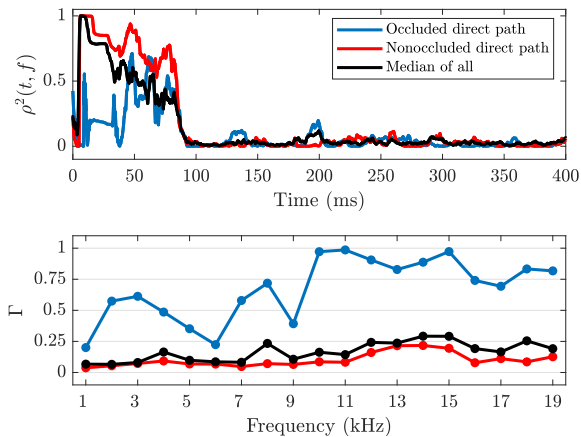 1
0.5
0
ρ²(t, f)
Occluded direct path
Nonoccluded direct path
Median of all
0 50 100 150 200 250 300 350 400
Time (ms)
1
0.75
0.5
0.25
0
Γ
1 3 5 7 9 11 13 15 17 19
Frequency (kHz)